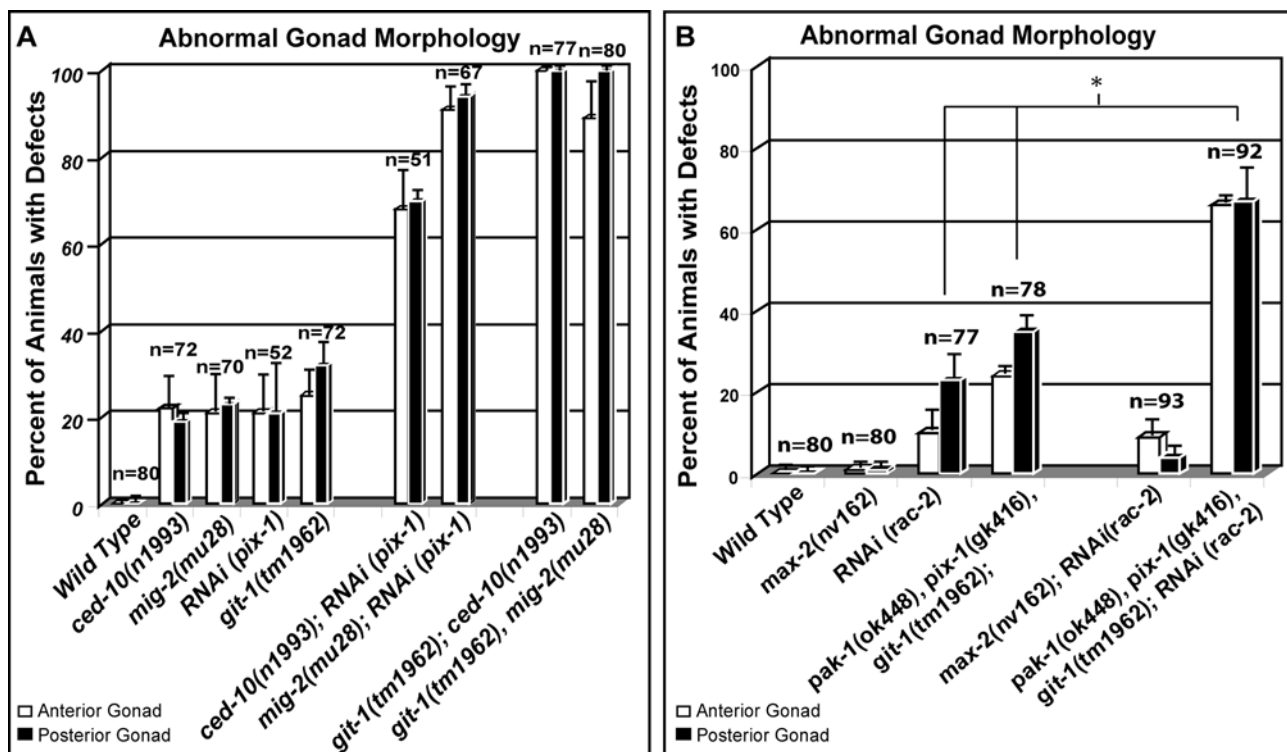 A
Abnormal Gonad Morphology
Percent of Animals with Defects
100
80
60
40
20
0
n=80
n=72
n=70
n=52
n=72
n=51
n=67
n=77
n=80
Wild Type
ced-10(n1993)
mig-2(mu28)
RNAi (pix-1)
git-1(tm1962)
ced-10(n1993); RNAi (pix-1)
mig-2(mu28); RNAi (pix-1)
git-1(tm1962); ced-10(n1993)
git-1(tm1962), mig-2(mu28)
Anterior Gonad
Posterior Gonad
B
Abnormal Gonad Morphology
Percent of Animals with Defects
100
80
60
40
20
0
*
n=80
n=80
n=77
n=78
n=93
n=92
Wild Type
max-2(nv162)
RNAi (rac-2)
pak-1(ok448), pix-1(gk416),
git-1(tm1962);
max-2(nv162); RNAi(rac-2)
pak-1(ok448), pix-1(gk416),
git-1(tm1962); RNAi (rac-2)
Anterior Gonad
Posterior Gonad